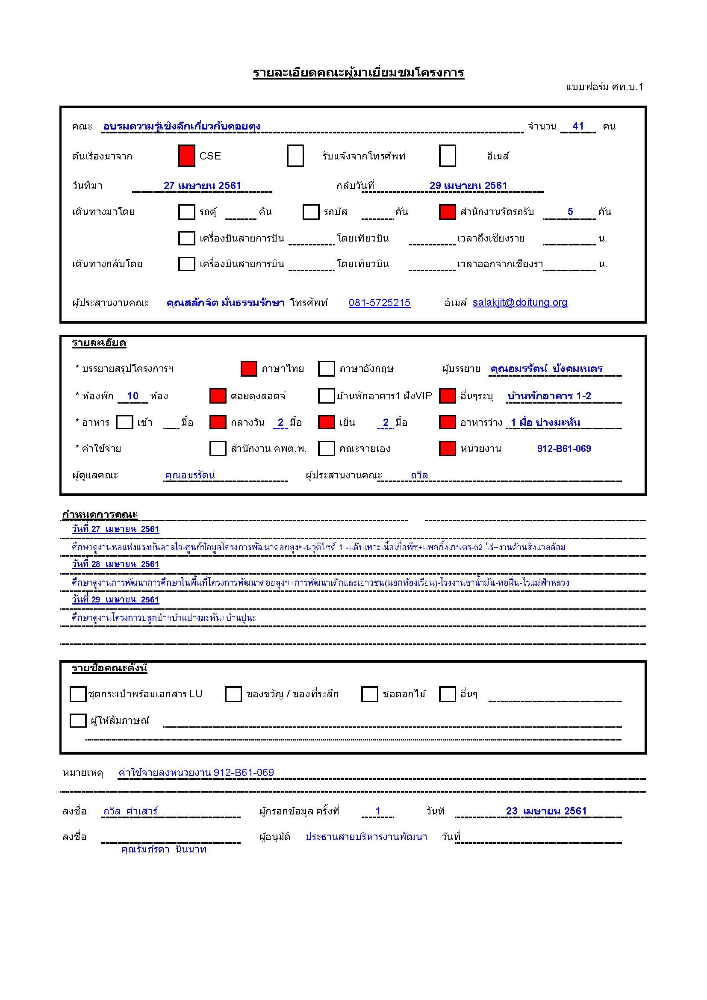 รายละเอียดคณะผู้มาเยี่ยมชมโครงการ
แบบฟอร์ม ศท.บ.1
คณะ อบรมความรู้เชิงลึกเกี่ยวกับดอยตุง จำนวน 41 คน
ต้นเรื่องมาจาก CSE รับแจ้งจากโทรศัพท์ อีเมล์
วันที่มา 27 เมษายน 2561 กลับวันที่ 29 เมษายน 2561
เดินทางมาโดย รถตู้ คัน รถบัส คัน สำนักงานจัดรถรับ 5 คัน
เครื่องบินสายการบิน โดยเที่ยวบิน เวลาถึงเชียงราย น.
เดินทางกลับโดย เครื่องบินสายการบิน โดยเที่ยวบิน เวลาออกจากเชียงรา น.
ผู้ประสานงานคณะ คุณสลักจิต มั่นธรรมรักษา โทรศัพท์ 081-5725215 อีเมล์ salakjit@doitung.org
รายละเอียด
* บรรยายสรุปโครงการฯ ภาษาไทย ภาษาอังกฤษ ผู้บรรยาย คุณอมรรัตน์ บังคมเนตร
* ห้องพัก 10 ห้อง ดอยตุงลอดจ์ บ้านพักอาคาร1 ฝั่งVIP อื่นๆระบุ บ้านพักอาคาร 1-2
* อาหาร เช้า มื้อ กลางวัน 2 มื้อ เย็น 2 มื้อ อาหารว่าง 1 มื้อ ปางมะหัน
* ค่าใช้จ่าย สำนักงาน คพต.พ. คณะจ่ายเอง หน่วยงาน 912-B61-069
ผู้ดูแลคณะ คุณอมรรัตน์ ผู้ประสานงานคณะ ถวิล
กำหนดการคณะ
วันที่ 27 เมษายน 2561
ศึกษาดูงานหอแห่งแรงบันดาลใจ-ศูนย์ข้อมูลโครงการพัฒนาดอยตุงฯ-นวุติไซด์ 1 -แล๊ปเพาะเนื้อเยื่อพืช+แพคกิ้งเกษตร-52 ไร่+งานด้านสิ่งแวดล้อม
วันที่ 28 เมษายน 2561
ศึกษาดูงานการพัฒนาการศึกษาในพื้นที่โครงการพัฒนาดอยตุงฯ+การพัฒนาเด็กและเยาวชน(นอกห้องเรียน)-โรงงานชาน้ำมัน-หอฝิ่น-ไร่แม่ฟ้าหลวง
วันที่ 29 เมษายน 2561
ศึกษาดูงานโครงการปลูกป่าฯบ้านปางมะหัน+บ้านปูนะ
รายชื่อคณะดังนี้
ชุดกระเป๋าพร้อมเอกสาร LU ของขวัญ / ของที่ระลึก ช่อดอกไม้ อื่นๆ
ผู้ให้สัมภาษณ์
หมายเหตุ ค่าใช้จ่ายลงหน่วยงาน 912-B61-069
ลงชื่อ ถวิล คำเสาร์ ผู้กรอกข้อมูล ครั้งที่ 1 วันที่ 23 เมษายน 2561
ลงชื่อ ผู้อนุมัติ ประธานสายบริหารงานพัฒนา วันที่
คุณรัมภ์รดา นินนาท